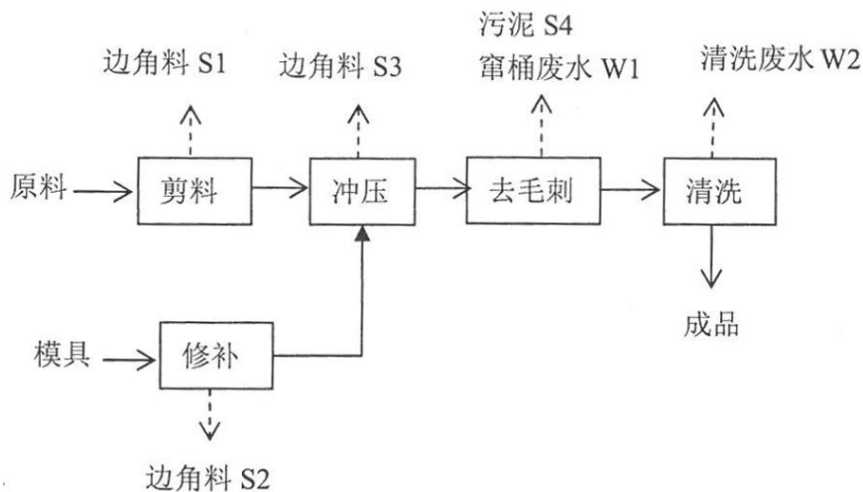 污泥 S4
边角料 S1
边角料 S3
窜桶废水 W1
清洗废水 W2
原料
剪料
冲压
去毛刺
清洗
成品
模具
修补
边角料 S2